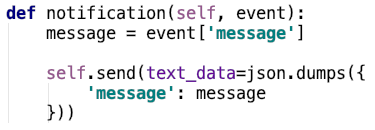 def notification(self, event):
    message = event['message']

    self.send(text_data=json.dumps({
        'message': message
    }))